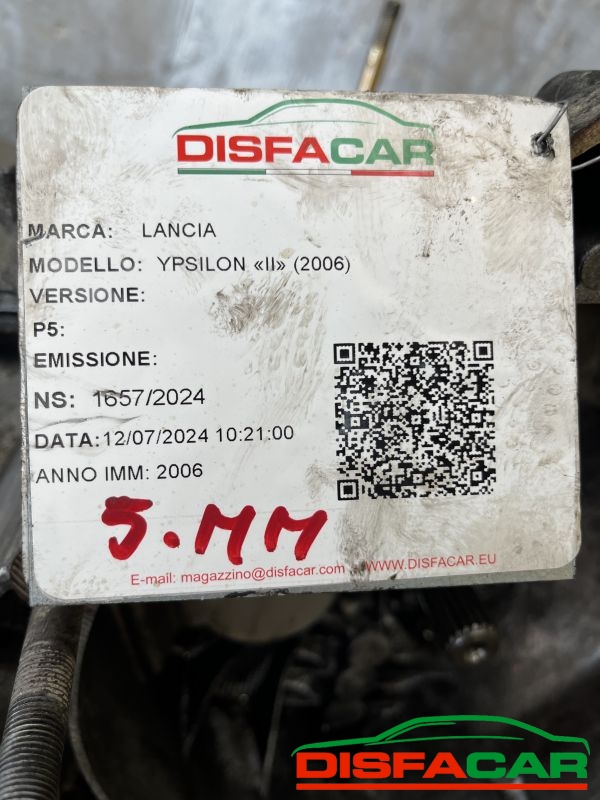 DISFACAR
MARCA: LANCIA
MODELLO: YPSILON «II» (2006)
VERSIONE:
P5:
EMISSIONE:
NS: 1657/2024
DATA:12/07/2024 10:21:00
ANNO IMM: 2006
5.MM
E-mail: magazzino@disfacar.com - WWW.DISFACAR.EU
DISFACAR